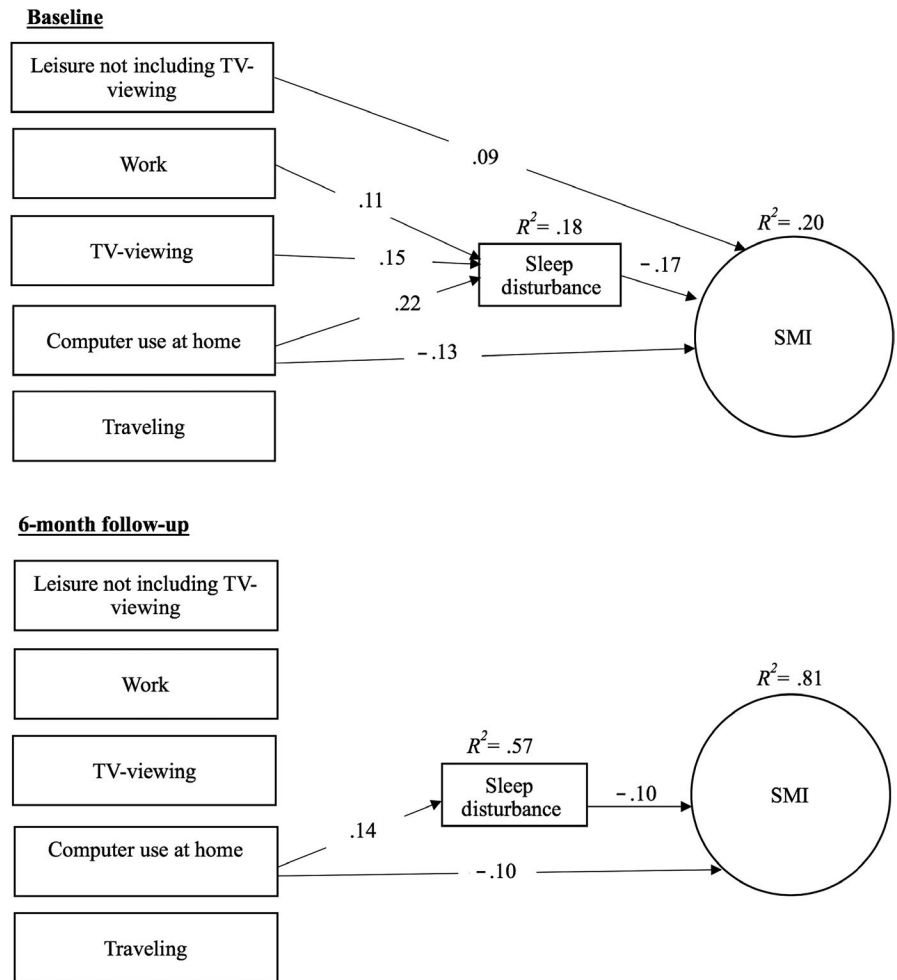 Baseline
Leisure not including TV-
viewing
.09
Work
.11
R²= .18
R²= .20
TV-viewing
.15
Sleep
disturbance
−.17
.22
Computer use at home
−.13
SMI
Traveling
6-month follow-up
Leisure not including TV-
viewing
Work
R²= .81
TV-viewing
R²= .57
Sleep
disturbance
−.10
SMI
Computer use at home
.14
−.10
Traveling